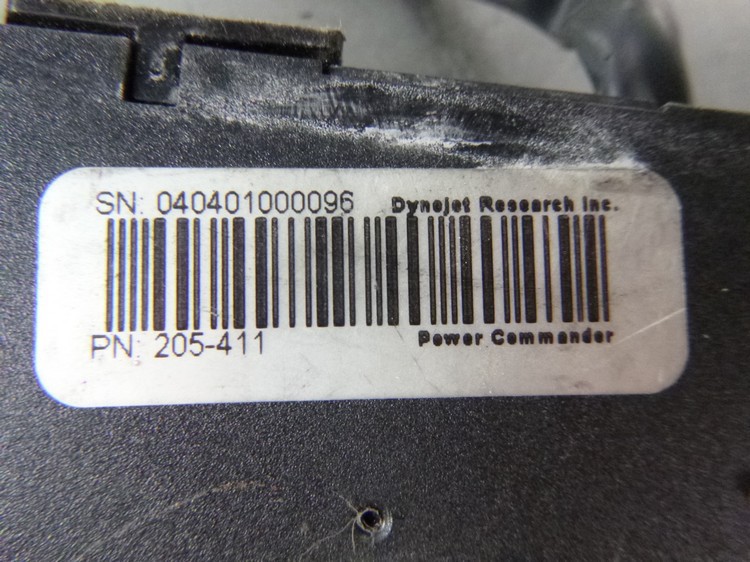 SN: 040401000096 Dynojet Research Inc.
PN: 205-411 Power Commander